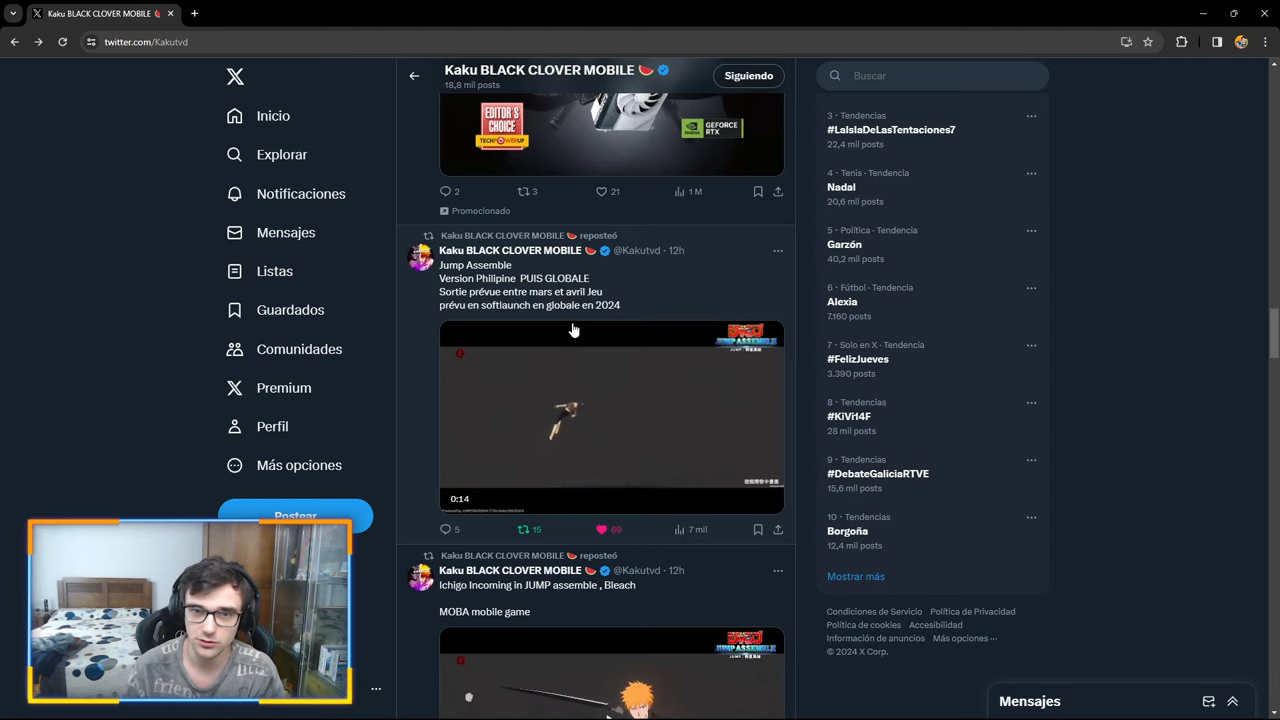 Kaku BLACK CLOVER MOBILE 🍉
twitter.com/Kakutvd
Kaku BLACK CLOVER MOBILE 🍉
18,8 mil posts
Siguiendo
Buscar
Inicio
Explorar
Notificaciones
Mensajes
Listas
Guardados
Comunidades
Premium
Perfil
Más opciones
Postear
EDITOR'S
CHOICE
TECHPOWERUP
NVIDIA
GEFORCE
RTX
2 3 21 1 M
Promocionado
Kaku BLACK CLOVER MOBILE 🍉 reposteó
Kaku BLACK CLOVER MOBILE 🍉 @Kakutvd · 12h
Jump Assemble
Version Philipine PUIS GLOBALE
Sortie prévue entre mars et avril Jeu
prévu en softlaunch en globale en 2024
JUMP ASSEMBLE
0:14
5 15 69 7 mil
Kaku BLACK CLOVER MOBILE 🍉 reposteó
Kaku BLACK CLOVER MOBILE 🍉 @Kakutvd · 12h
Ichigo Incoming in JUMP assemble , Bleach
MOBA mobile game
JUMP ASSEMBLE
friend
3 · Tendencias
#LaIslaDeLasTentaciones7
22,4 mil posts
4 · Tenis · Tendencia
Nadal
20,6 mil posts
5 · Política · Tendencia
Garzón
40,2 mil posts
6 · Fútbol · Tendencia
Alexia
7.160 posts
7 · Solo en X · Tendencia
#FelizJueves
3.390 posts
8 · Tendencias
#KiVi14F
28 mil posts
9 · Tendencias
#DebateGaliciaRTVE
15,6 mil posts
10 · Tendencias
Borgoña
12,4 mil posts
Mostrar más
Condiciones de Servicio Política de Privacidad
Política de cookies Accesibilidad
Información de anuncios Más opciones ···
© 2024 X Corp.
Mensajes